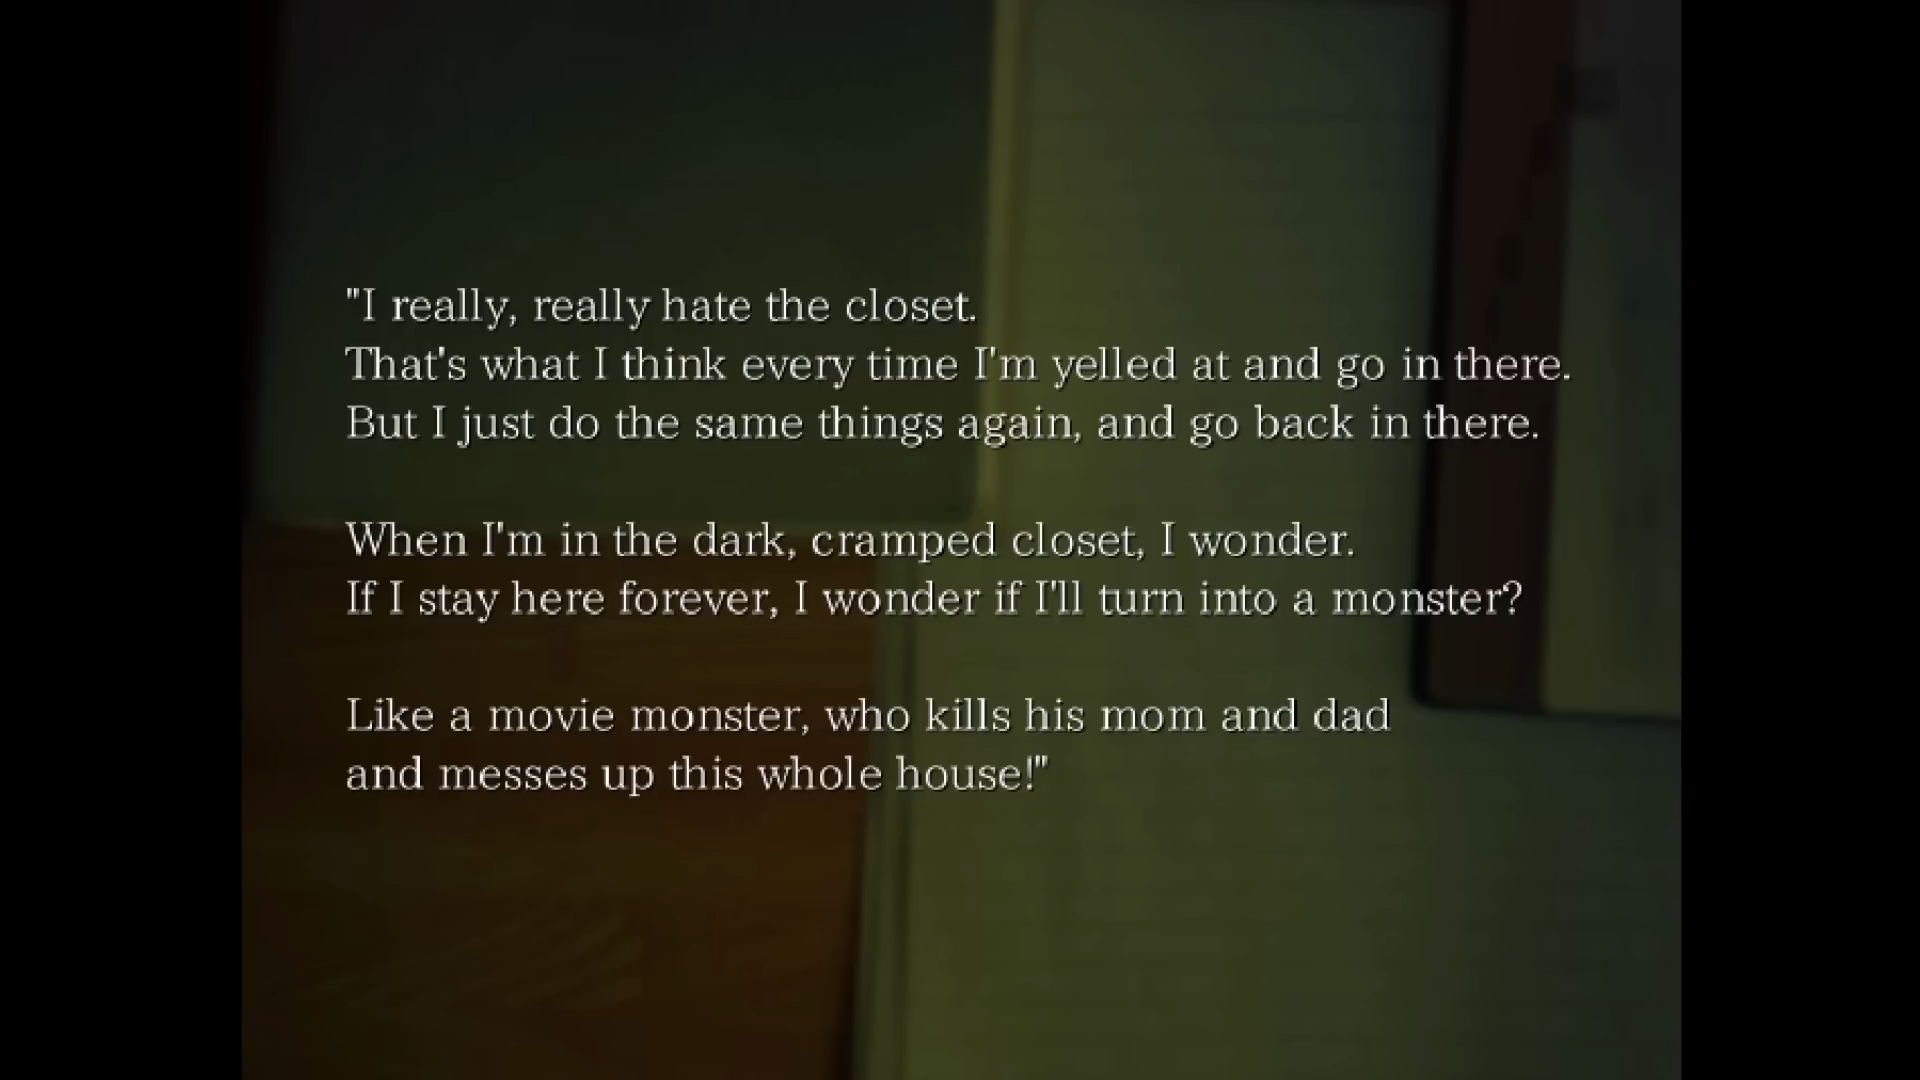 "I really, really hate the closet.
That's what I think every time I'm yelled at and go in there.
But I just do the same things again, and go back in there.
When I'm in the dark, cramped closet, I wonder.
If I stay here forever, I wonder if I'll turn into a monster?
Like a movie monster, who kills his mom and dad
and messes up this whole house!"